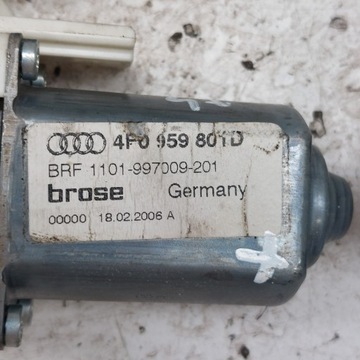 4F0 959 801D
BRF 1101-997009-201
brose Germany
00000 18.02.2006 A